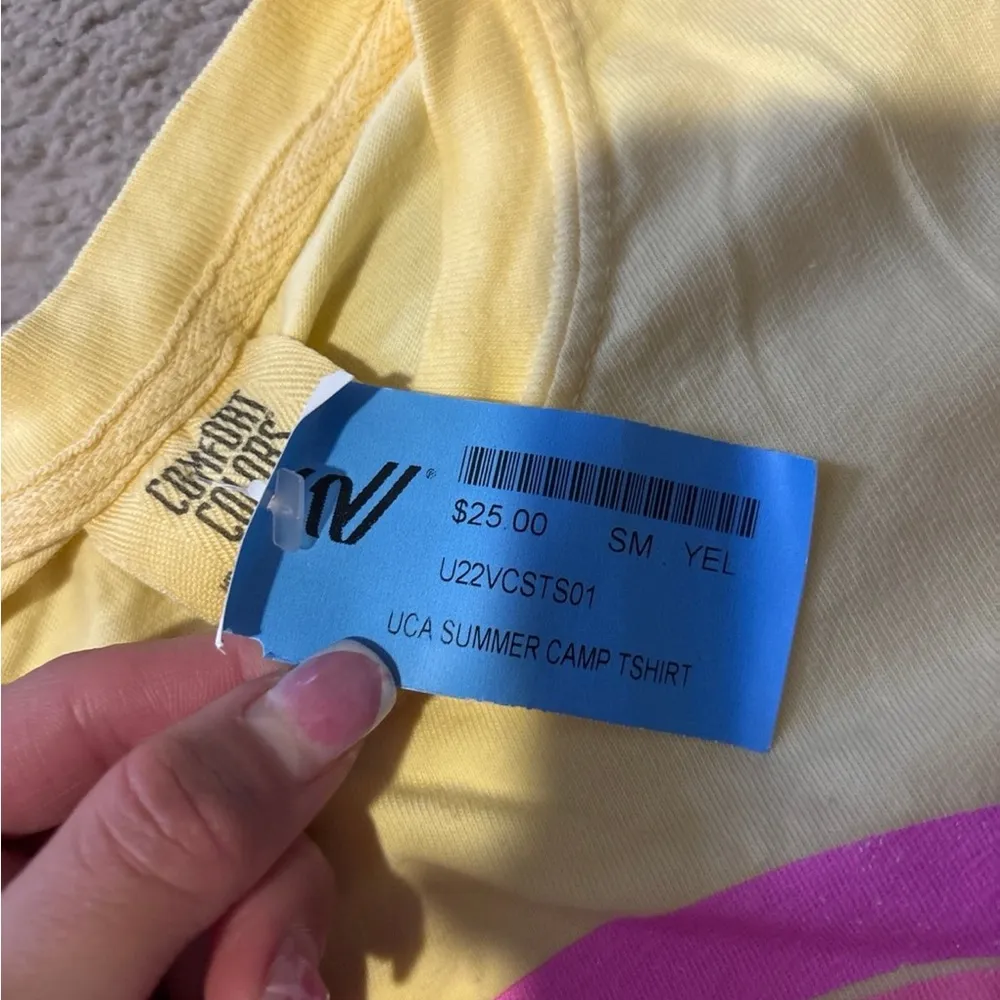 COMFORT
COLORS
$25.00 SM YEL
U22VCSTS01
UCA SUMMER CAMP TSHIRT